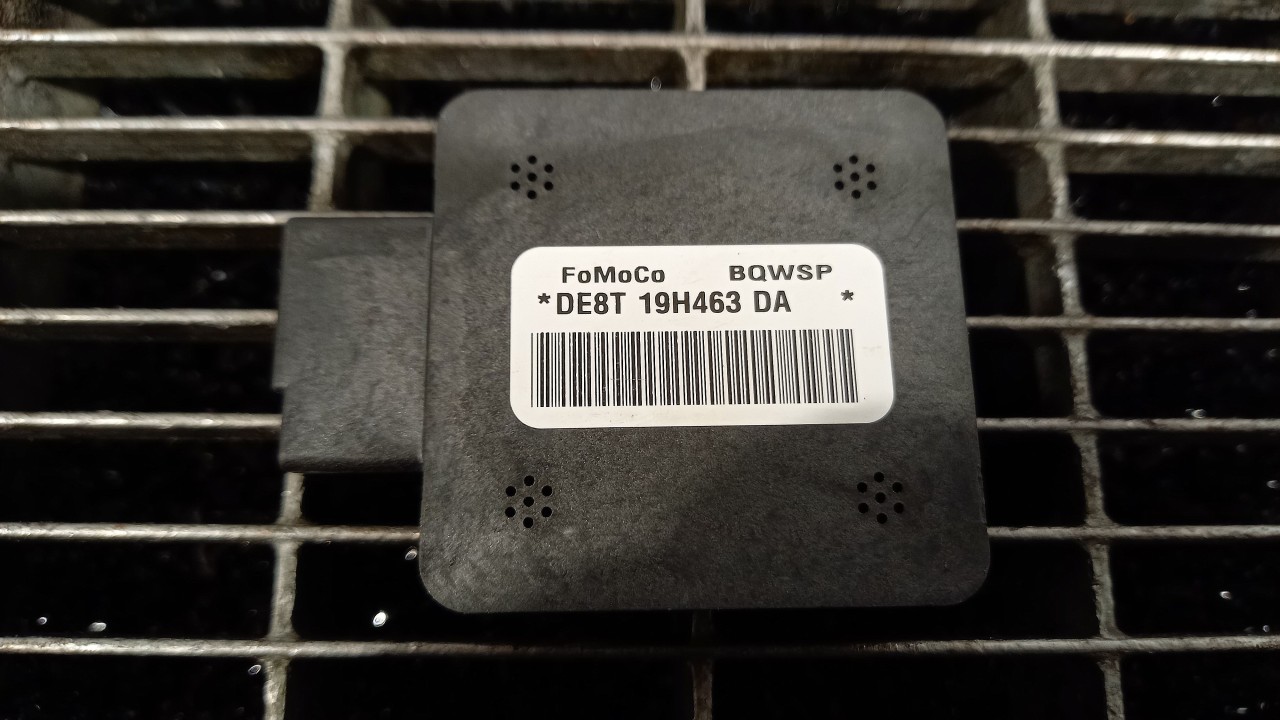 FoMoCo BQWSP
*DE8T 19H463 DA *